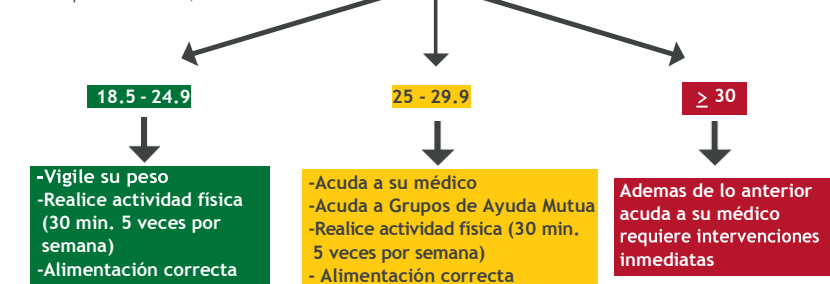 18.5 - 24.9
25 - 29.9
≥ 30
-Vigile su peso
-Realice actividad física
(30 min. 5 veces por
semana)
-Alimentación correcta
-Acuda a su médico
-Acuda a Grupos de Ayuda Mutua
-Realice actividad física (30 min.
5 veces por semana)
- Alimentación correcta
Ademas de lo anterior
acuda a su médico
requiere intervenciones
inmediatas